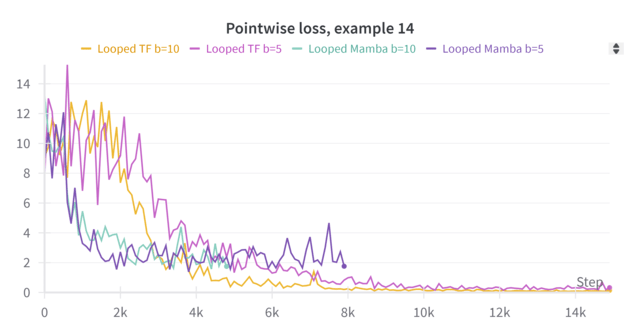 Pointwise loss, example 14
Looped TF b=10 Looped TF b=5 Looped Mamba b=10 Looped Mamba b=5
14
12
10
8
6
4
2
0
Step
0 2k 4k 6k 8k 10k 12k 14k